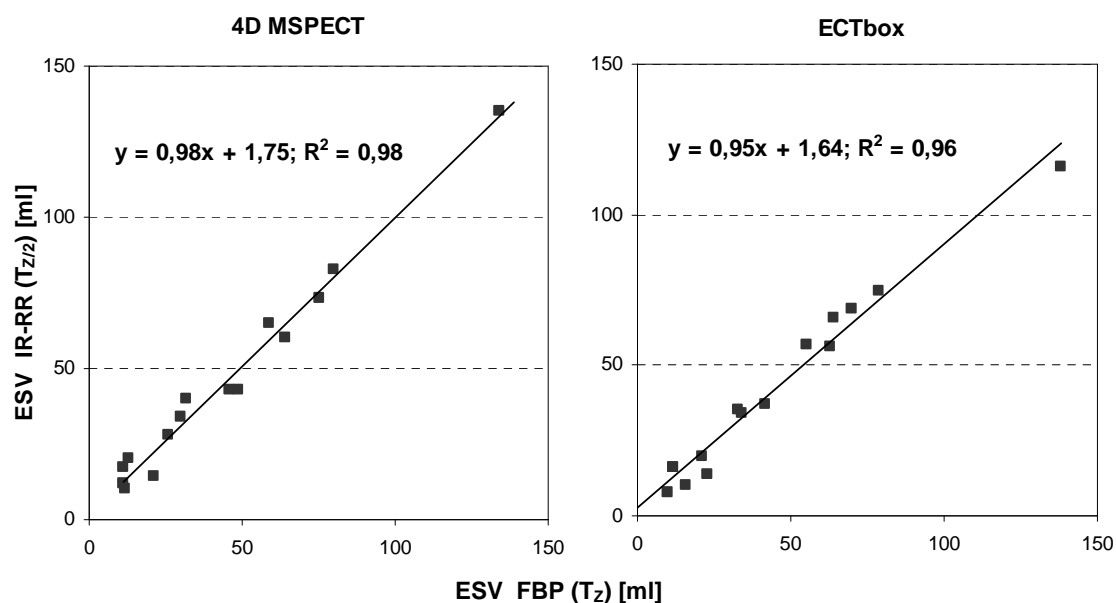 4D MSPECT
ECTbox
ESV IR-RR (T_Z/2) [ml]
150
100
50
0
y = 0,98x + 1,75; R² = 0,98
0 50 100 150
150
100
50
0
y = 0,95x + 1,64; R² = 0,96
0 50 100 150
ESV FBP (T_Z) [ml]